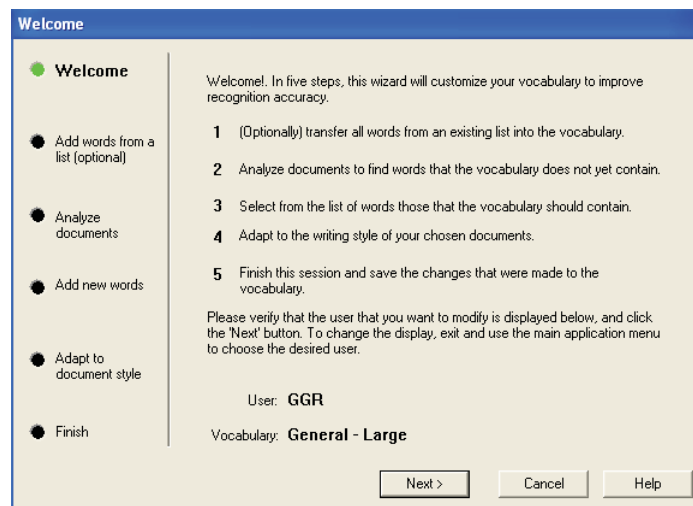 Welcome
Welcome
Add words from a
list (optional)
Analyze
documents
Add new words
Adapt to
document style
Finish
Welcome!. In five steps, this wizard will customize your vocabulary to improve
recognition accuracy.
1 (Optionally) transfer all words from an existing list into the vocabulary.
2 Analyze documents to find words that the vocabulary does not yet contain.
3 Select from the list of words those that the vocabulary should contain.
4 Adapt to the writing style of your chosen documents.
5 Finish this session and save the changes that were made to the
vocabulary.
Please verify that the user that you want to modify is displayed below, and click
the 'Next' button. To change the display, exit and use the main application menu
to choose the desired user.
User: GGR
Vocabulary: General - Large
Next > Cancel Help